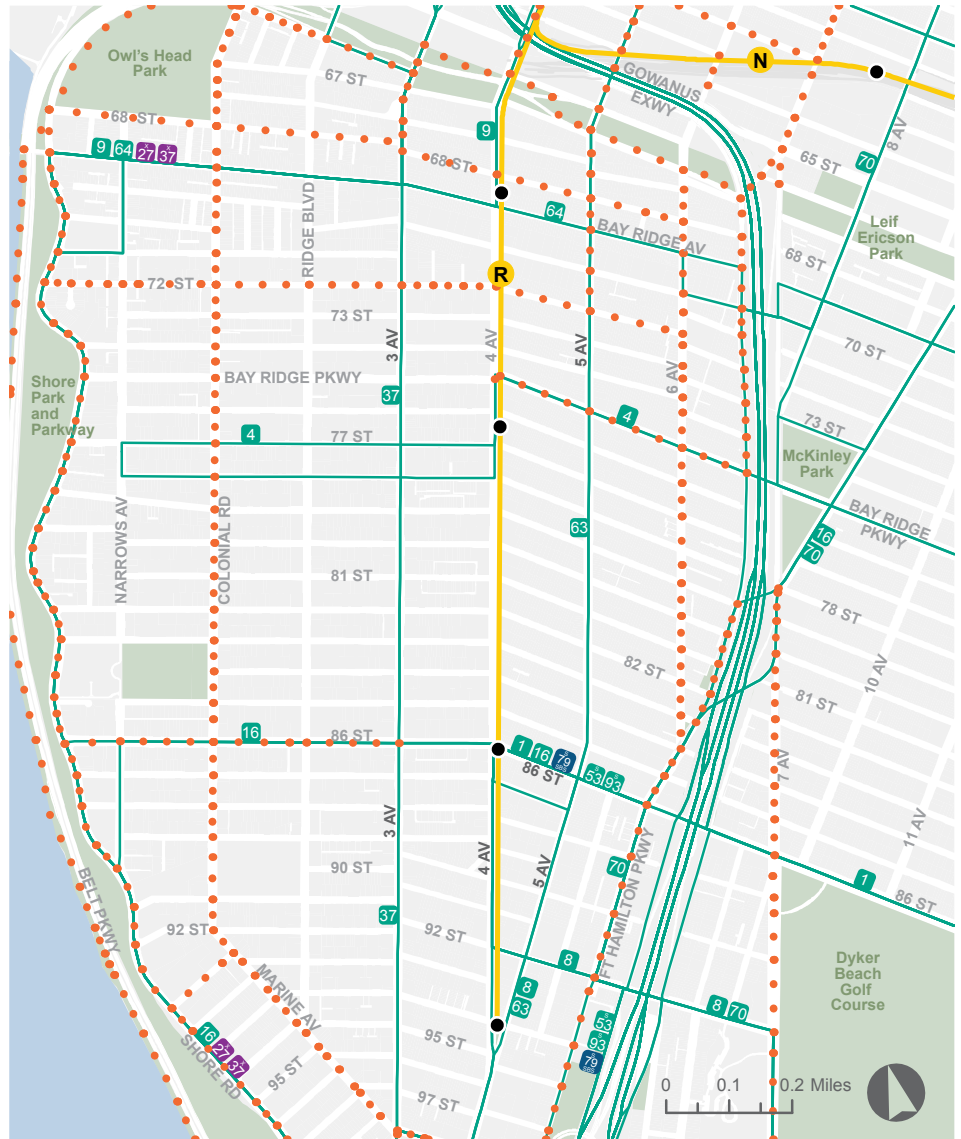 Owl's Head
Park
67 ST
GOWANUS
EXWY
N
8 AV
68 ST
9
64
X
27
X
37
9
68 ST
70
65 ST
RIDGE BLVD
64
BAY RIDGE AV
Leif
Ericson
Park
68 ST
R
72 ST
73 ST
3 AV
4 AV
5 AV
6 AV
70 ST
Shore
Park
and
Parkway
BAY RIDGE PKWY
37
4
77 ST
4
73 ST
McKinley
Park
BAY RIDGE
PKWY
NARROWS AV
COLONIAL RD
63
16
70
81 ST
78 ST
82 ST
10 AV
81 ST
16
86 ST
1
16
S
79
SBS
86 ST
S
53
S
93
7 AV
3 AV
4 AV
5 AV
11 AV
BELT PKWY
90 ST
70
FT HAMILTON PKWY
1
86 ST
37
92 ST
92 ST
8
Dyker
Beach
Golf
Course
MARINE AV
8
63
8
70
16
X
27
X
37
SHORE RD
95 ST
95 ST
S
53
S
93
S
79
SBS
97 ST
0 0.1 0.2 Miles